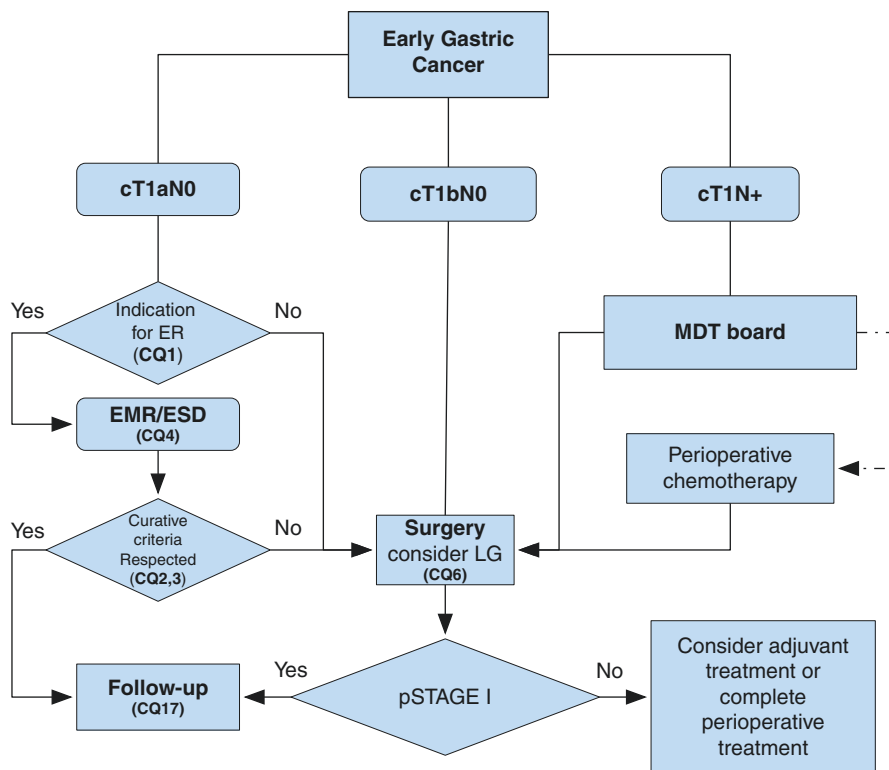 Early Gastric
Cancer
cT1aN0
cT1bN0
cT1N+
Yes
Indication
for ER
(CQ1)
No
MDT board
EMR/ESD
(CQ4)
Perioperative
chemotherapy
Yes
Curative
criteria
Respected
(CQ2,3)
No
Surgery
consider LG
(CQ6)
Follow-up
(CQ17)
Yes
pSTAGE I
No
Consider adjuvant
treatment or
complete
perioperative
treatment